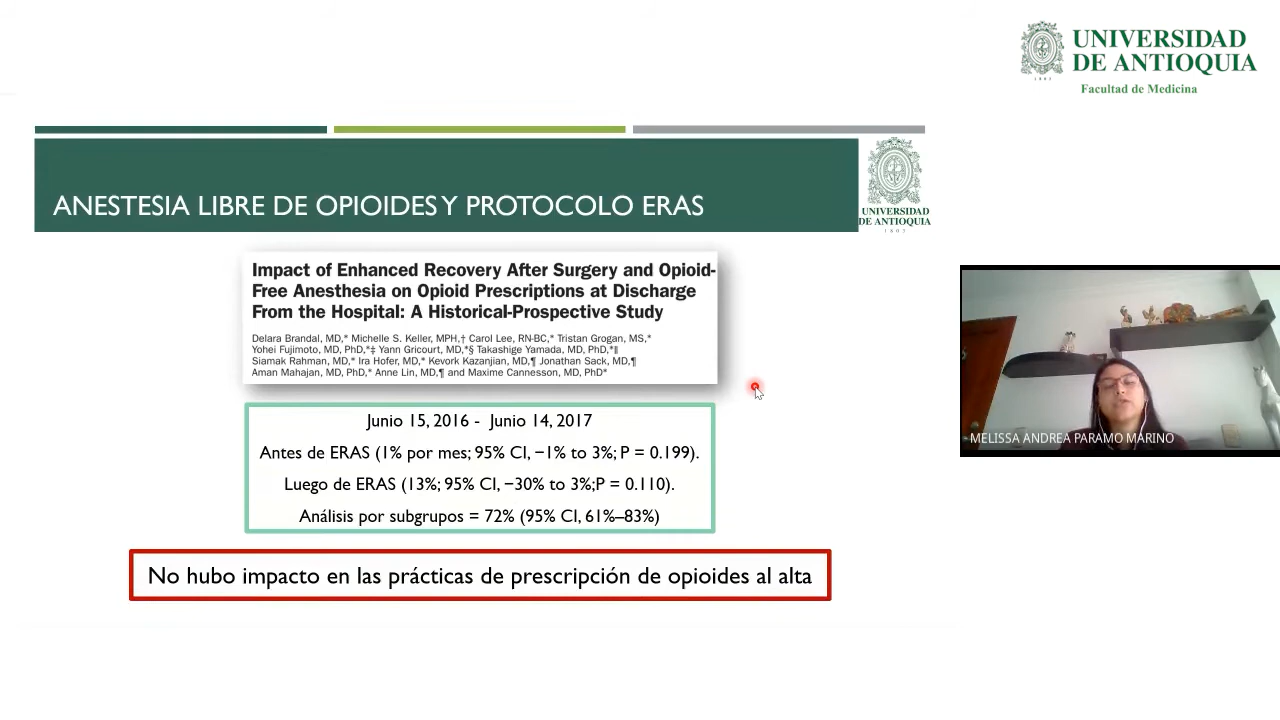 UNIVERSIDAD
DE ANTIOQUIA
1803
Facultad de Medicina
ANESTESIA LIBRE DE OPIOIDES Y PROTOCOLO ERAS
UNIVERSIDAD
DE ANTIOQUIA
1803
Impact of Enhanced Recovery After Surgery and Opioid-
Free Anesthesia on Opioid Prescriptions at Discharge
From the Hospital: A Historical-Prospective Study
Delara Brandal, MD,* Michelle S. Keller, MPH,† Carol Lee, RN-BC,* Tristan Grogan, MS,*
Yohei Fujimoto, MD, PhD,*‡ Yann Gricourt, MD,*§ Takashige Yamada, MD, PhD,*‖
Siamak Rahman, MD,* Ira Hofer, MD,* Kevork Kazanjian, MD,¶ Jonathan Sack, MD,¶
Aman Mahajan, MD, PhD,* Anne Lin, MD,¶ and Maxime Cannesson, MD, PhD*
Junio 15, 2016 - Junio 14, 2017
Antes de ERAS (1% por mes; 95% CI, −1% to 3%; P = 0.199).
Luego de ERAS (13%; 95% CI, −30% to 3%;P = 0.110).
Análisis por subgrupos = 72% (95% CI, 61%–83%)
No hubo impacto en las prácticas de prescripción de opioides al alta
MELISSA ANDREA PARAMO MARINO